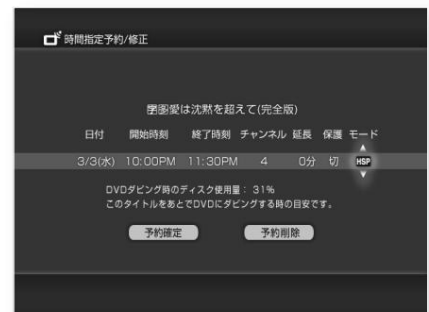 時間指定予約/修正
愛は沈黙を超えて(完全版)
日付 開始時刻 終了時刻 チャンネル 延長 保護 モード
3/3(水) 10:00PM 11:30PM 4 0分 切 HSP
DVDダビング時のディスク使用量: 31%
このタイトルをあとでDVDにダビングする時の目安です。
予約確定 予約削除